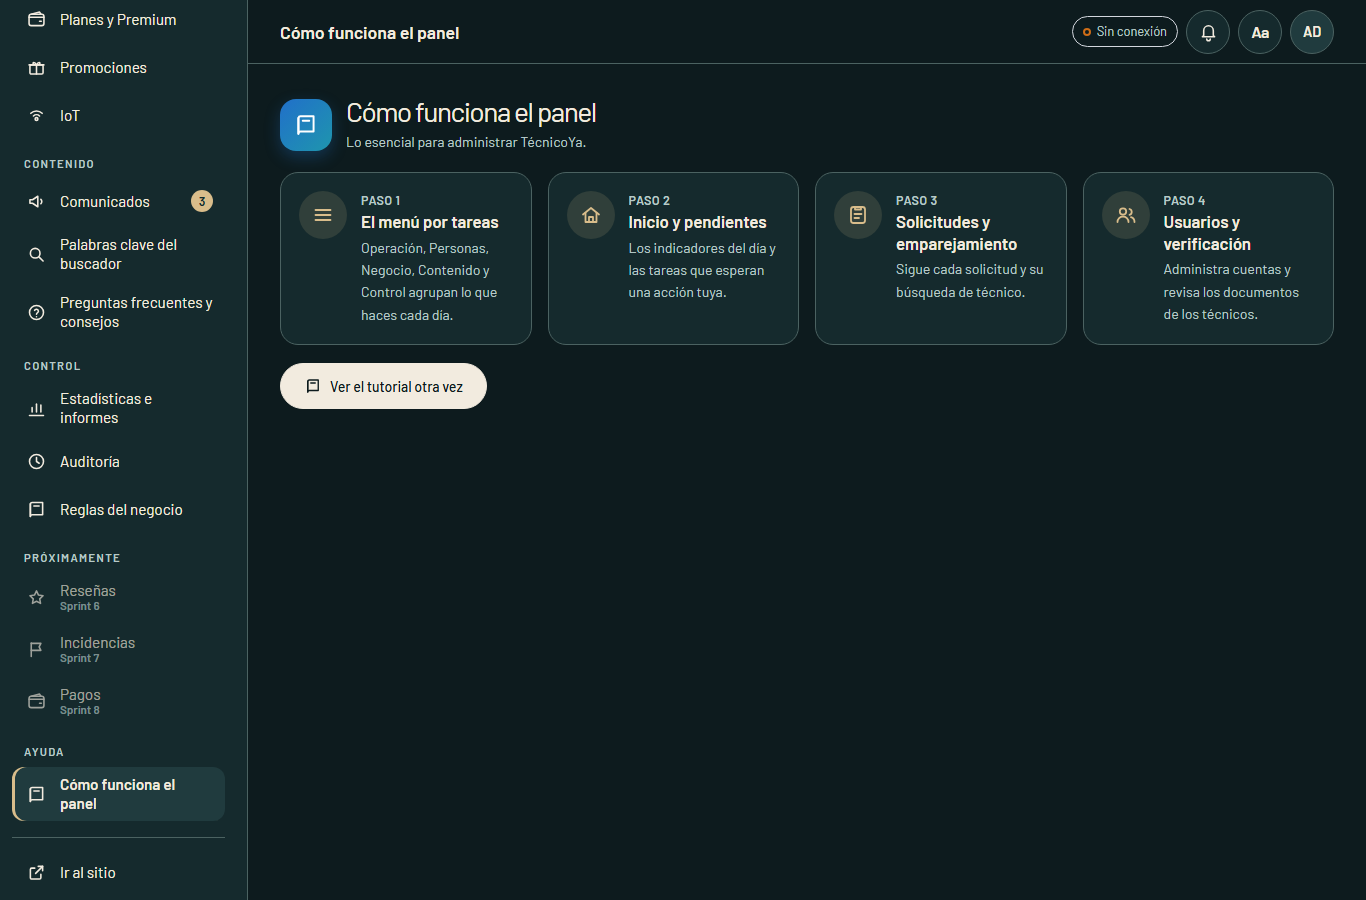 Planes y Premium
Promociones
IoT
CONTENIDO
Comunicados
3
Palabras clave del
buscador
Preguntas frecuentes y
consejos
CONTROL
Estadísticas e
informes
Auditoría
Reglas del negocio
PRÓXIMAMENTE
Reseñas
Sprint 6
Incidencias
Sprint 7
Pagos
Sprint 8
AYUDA
Cómo funciona el
panel
Ir al sitio
Cómo funciona el panel
Sin conexión
Aa
AD
Cómo funciona el panel
Lo esencial para administrar TécnicoYa.
PASO 1
El menú por tareas
Operación, Personas,
Negocio, Contenido y
Control agrupan lo que
haces cada día.
PASO 2
Inicio y pendientes
Los indicadores del día y
las tareas que esperan
una acción tuya.
PASO 3
Solicitudes y
emparejamiento
Sigue cada solicitud y su
búsqueda de técnico.
PASO 4
Usuarios y
verificación
Administra cuentas y
revisa los documentos
de los técnicos.
Ver el tutorial otra vez